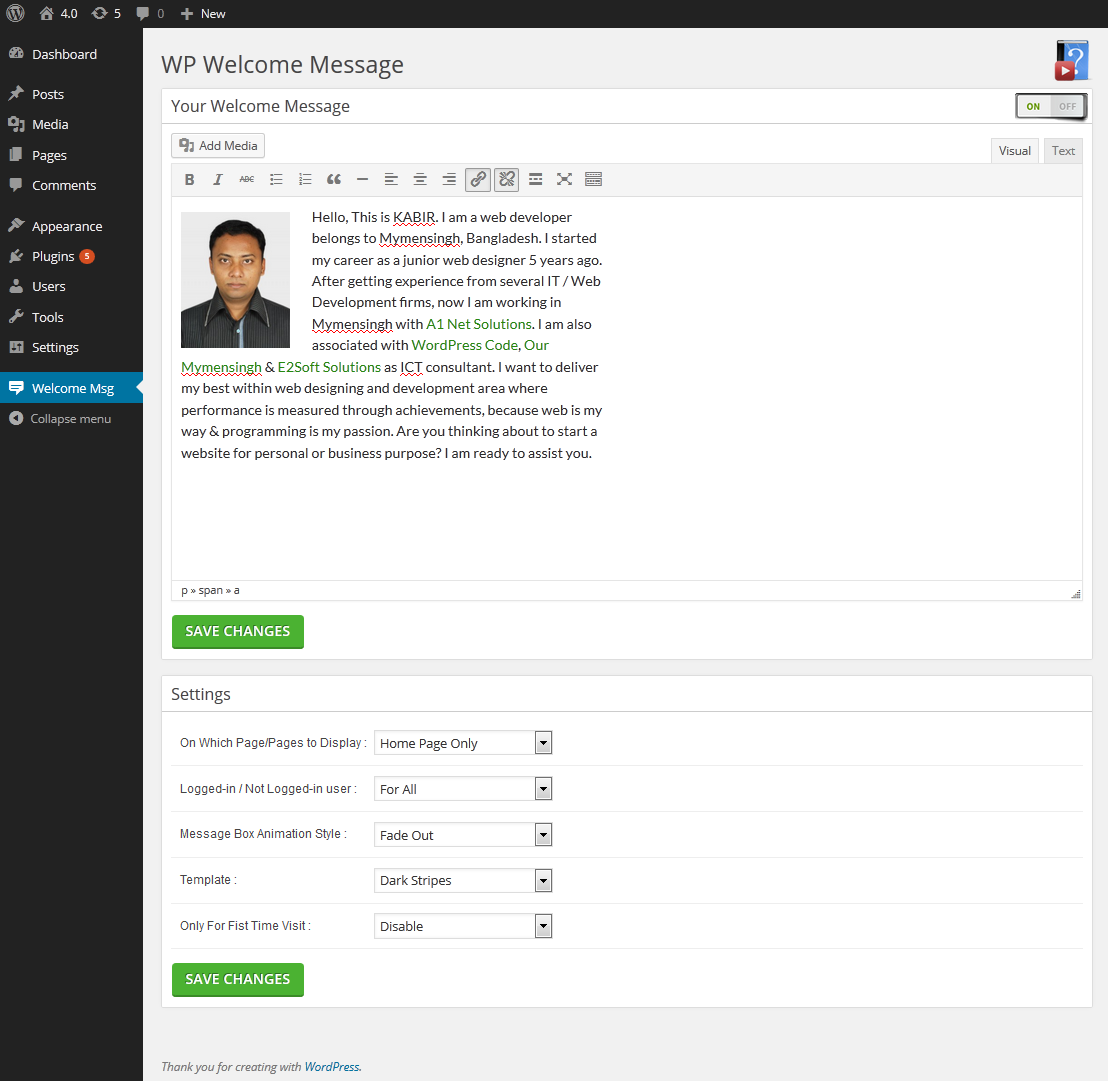 4.0 5 0 New
Dashboard
Posts
Media
Pages
Comments
Appearance
Plugins 5
Users
Tools
Settings
Welcome Msg
Collapse menu
WP Welcome Message
Your Welcome Message
ON OFF
Add Media
Visual Text
B I ABC
Hello, This is KABIR. I am a web developer
belongs to Mymensingh, Bangladesh. I started
my career as a junior web designer 5 years ago.
After getting experience from several IT / Web
Development firms, now I am working in
Mymensingh with A1 Net Solutions. I am also
associated with WordPress Code, Our
Mymensingh & E2Soft Solutions as ICT consultant. I want to deliver
my best within web designing and development area where
performance is measured through achievements, because web is my
way & programming is my passion. Are you thinking about to start a
website for personal or business purpose? I am ready to assist you.
p » span » a
SAVE CHANGES
Settings
On Which Page/Pages to Display : Home Page Only
Logged-in / Not Logged-in user : For All
Message Box Animation Style : Fade Out
Template : Dark Stripes
Only For Fist Time Visit : Disable
SAVE CHANGES
Thank you for creating with WordPress.